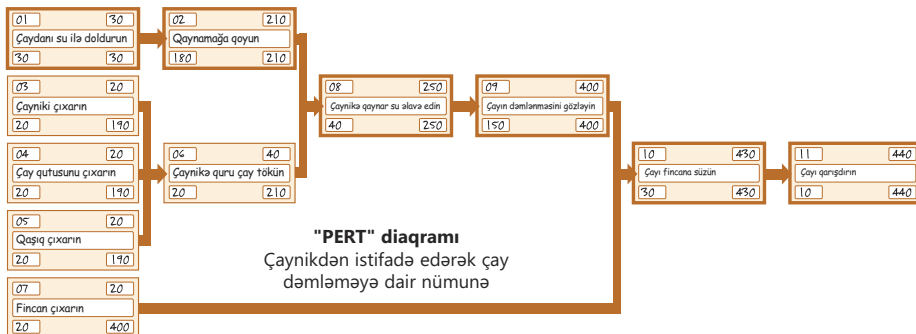 01 30
Çaydanı su ilə doldurun
30 30
02 210
Qaynamağa qoyun
180 210
03 20
Çayniki çıxarın
20 190
04 20
Çay qutusunu çıxarın
20 190
05 20
Qaşıq çıxarın
20 190
06 40
Çaynikə quru çay tökün
20 210
07 20
Fincan çıxarın
20 400
08 250
Çaynikə qaynar su əlavə edin
40 250
09 400
Çayın dəmlənməsini gözləyin
150 400
10 430
Çayı fincana süzün
30 430
11 440
Çayı qarışdırın
10 440
"PERT" diaqramı
Çaynikdən istifadə edərək çay
dəmləməyə dair nümunə